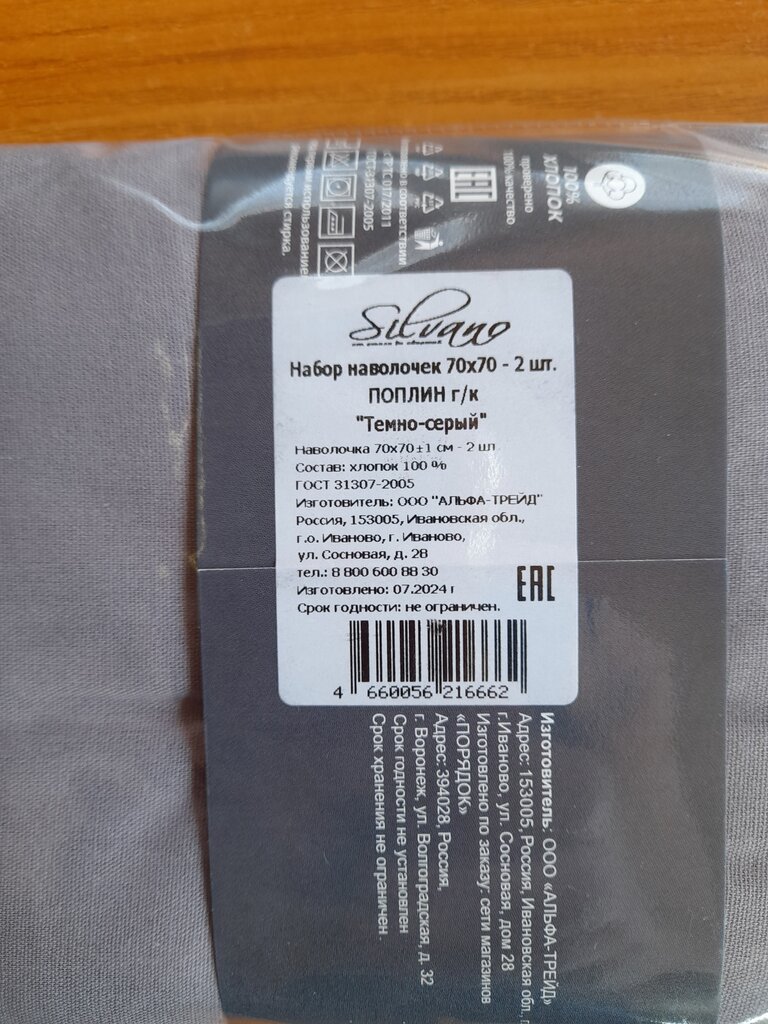 100%
ХЛОПОК
проверено
100% качество
EAC
в соответствии
017/2011
31307-2005
использованием
стирка.
Silvano
Набор наволочек 70х70 - 2 шт.
ПОПЛИН г/к
"Темно-серый"
Наволочка 70х70±1 см - 2 шт
Состав: хлопок 100 %
ГОСТ 31307-2005
Изготовитель: ООО "АЛЬФА-ТРЕЙД"
Россия, 153005, Ивановская обл.,
г.о. Иваново, г. Иваново,
ул. Сосновая, д. 28
тел.: 8 800 600 88 30
Изготовлено: 07.2024 г
Срок годности: не ограничен.
EAC
4 660056 216662
Изготовитель: ООО «АЛЬФА-ТРЕЙД»
Адрес: 153005, Россия, Ивановская обл.,
г.Иваново, ул. Сосновая, дом 28
Изготовлено по заказу: сети магазинов
«ПОРЯДОК»
Адрес: 394028, Россия,
г. Воронеж, ул. Волгоградская, д. 32
Срок годности не установлен
Срок хранения не ограничен.